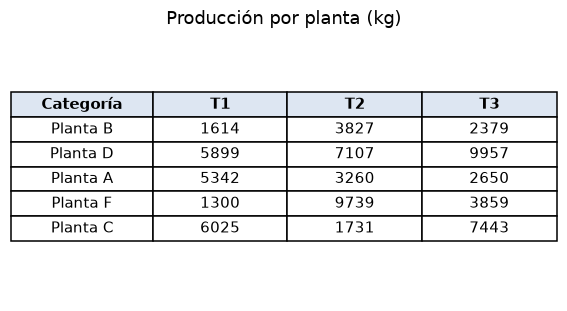 Producción por planta (kg)
Categoría T1 T2 T3
Planta B 1614 3827 2379
Planta D 5899 7107 9957
Planta A 5342 3260 2650
Planta F 1300 9739 3859
Planta C 6025 1731 7443